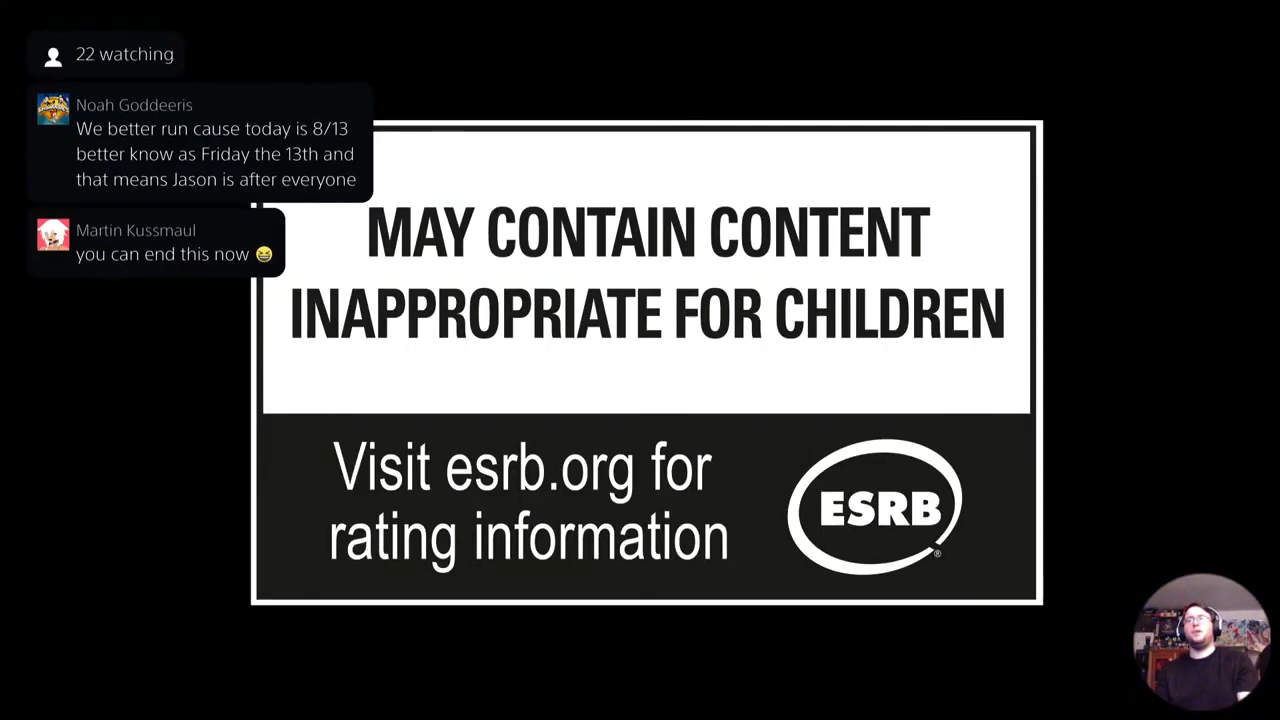 22 watching
Noah Goddeeris
We better run cause today is 8/13
better know as Friday the 13th and
that means Jason is after everyone
Martin Kussmaul
you can end this now 😆
MAY CONTAIN CONTENT
INAPPROPRIATE FOR CHILDREN
Visit esrb.org for
rating information
ESRB
®